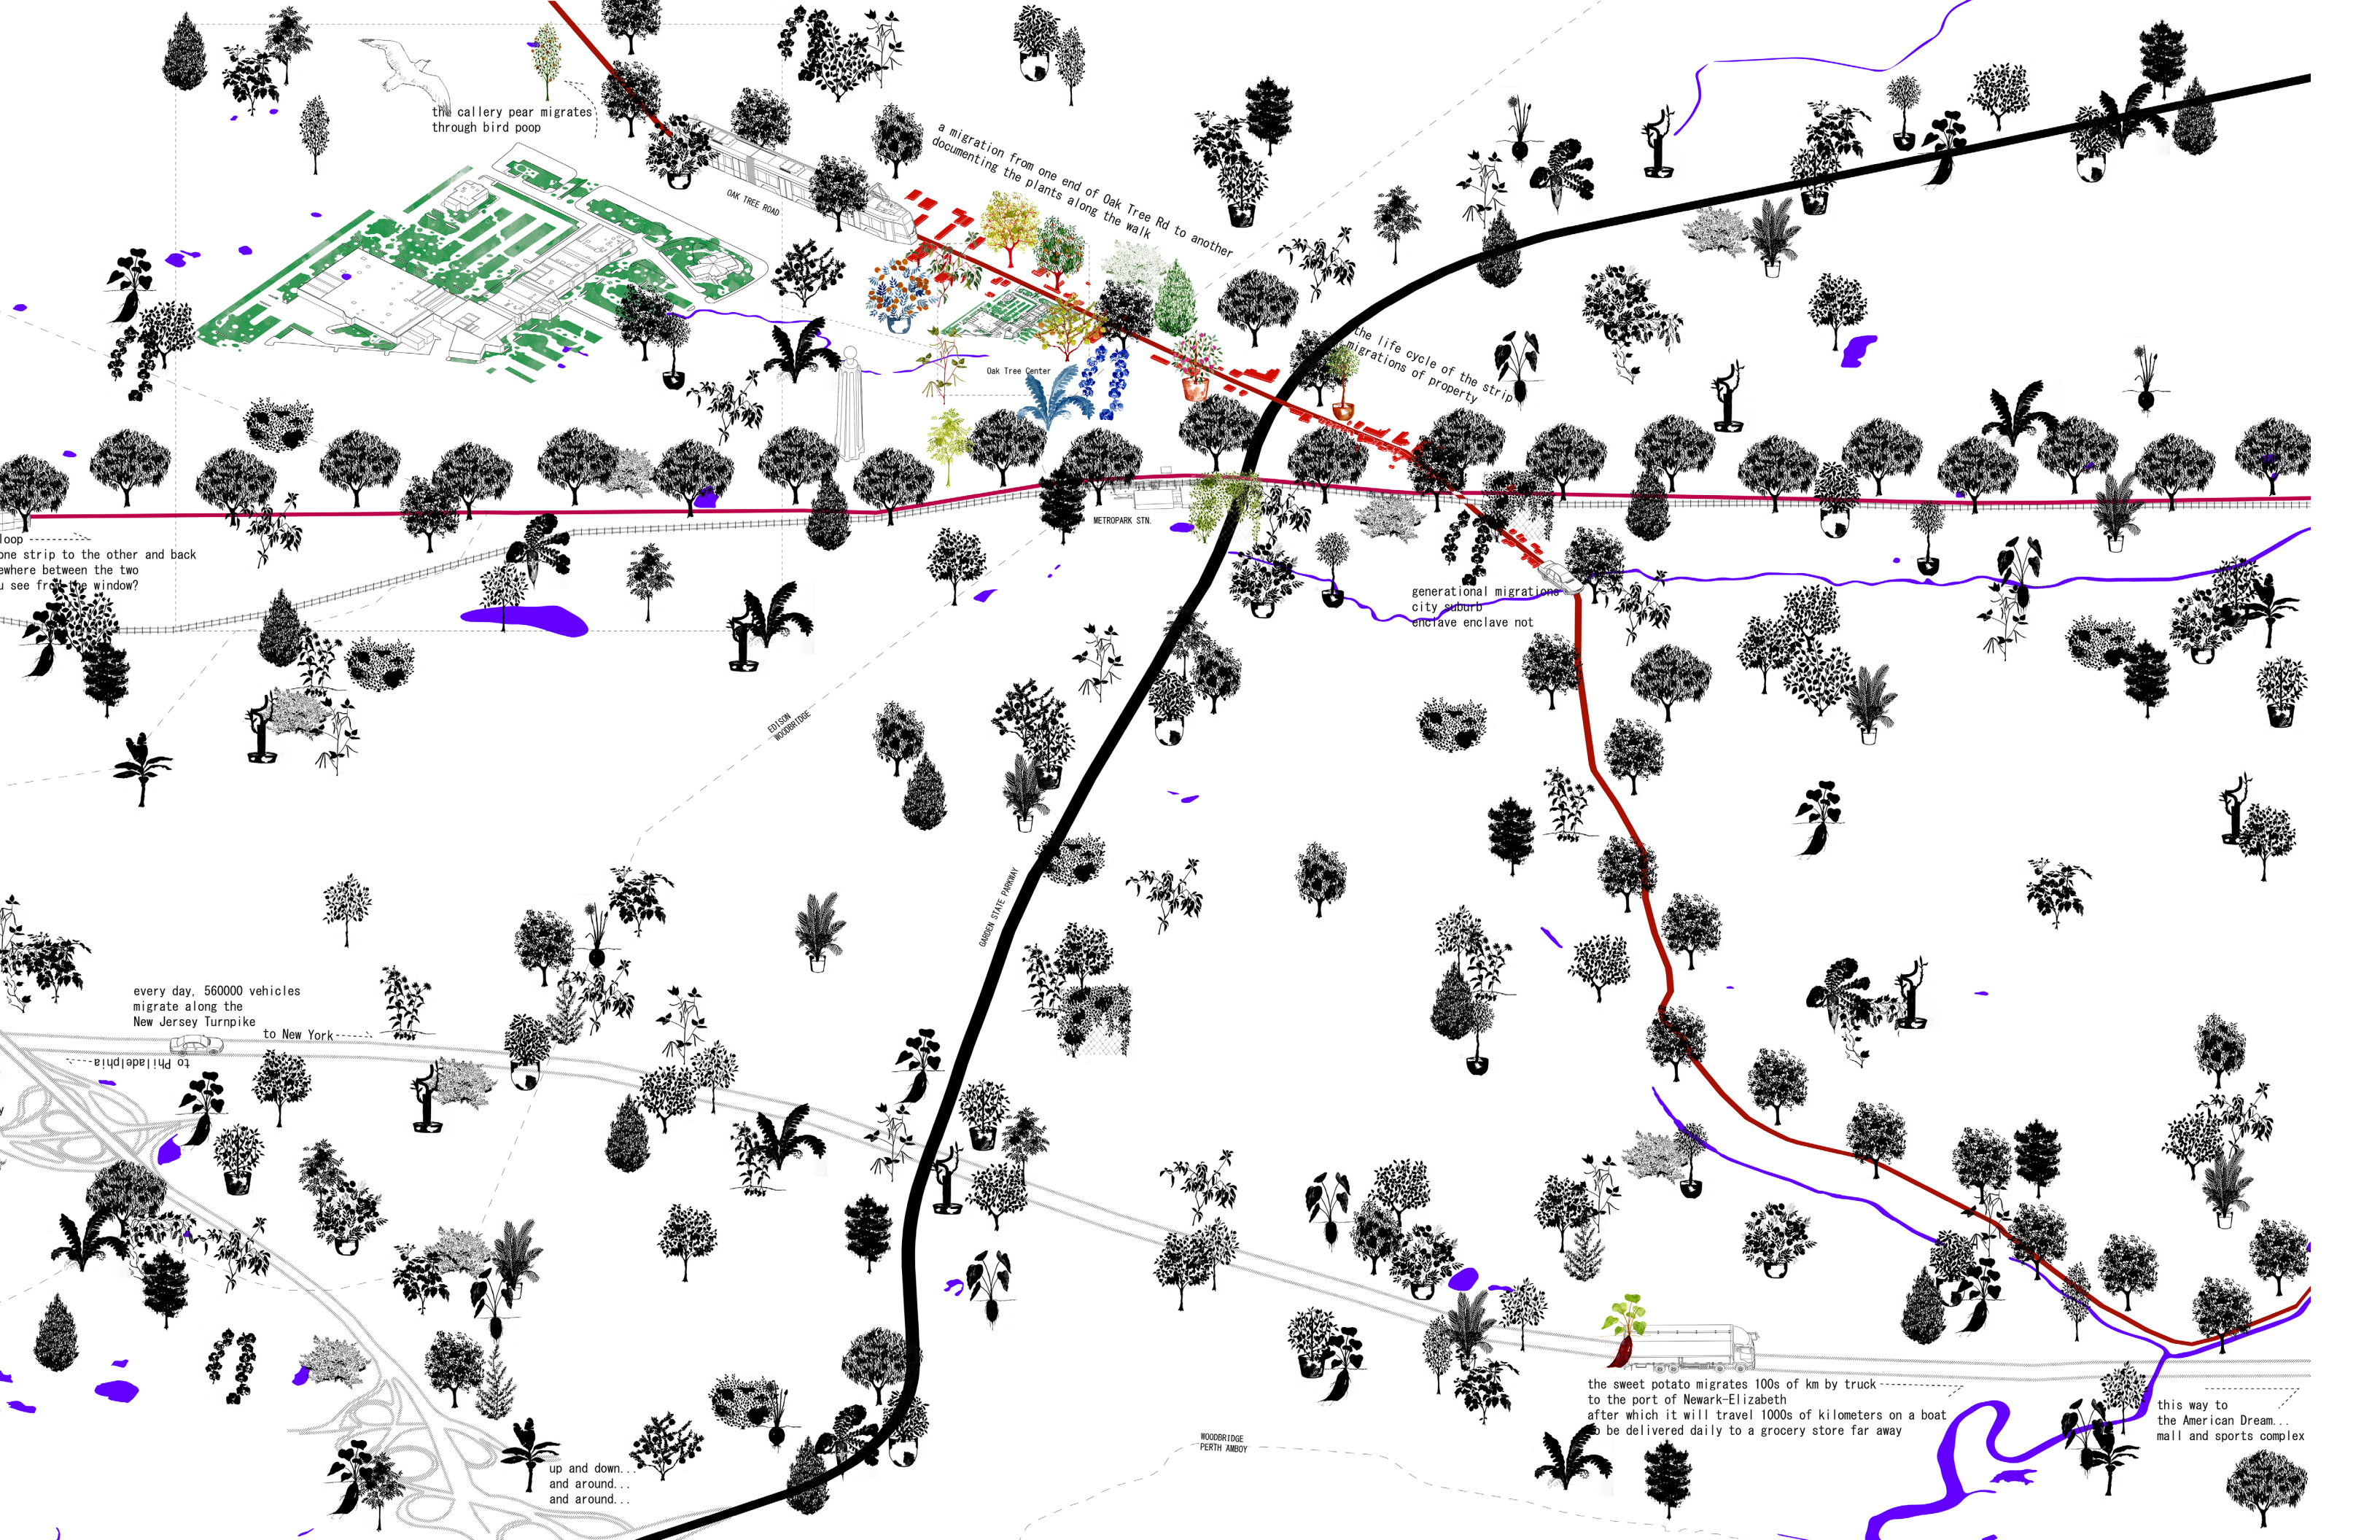 the callery pear migrates
through bird poop
a migration from one end of Oak Tree Rd to another
documenting the plants along the walk
OAK TREE ROAD
the life cycle of the strip
migrations of property
Oak Tree Center
METROPARK STN.
loop
one strip to the other and back
ewhere between the two
u see from the window?
generational migrations
city suburb
enclave enclave not
EDISON
WOODBRIDGE
GARDEN STATE PARKWAY
every day, 560000 vehicles
migrate along the
New Jersey Turnpike
to New York
to Philadelphia
y
the sweet potato migrates 100s of km by truck
to the port of Newark-Elizabeth
after which it will travel 1000s of kilometers on a boat
to be delivered daily to a grocery store far away
this way to
the American Dream...
mall and sports complex
WOODBRIDGE
PERTH AMBOY
up and down...
and around...
and around...